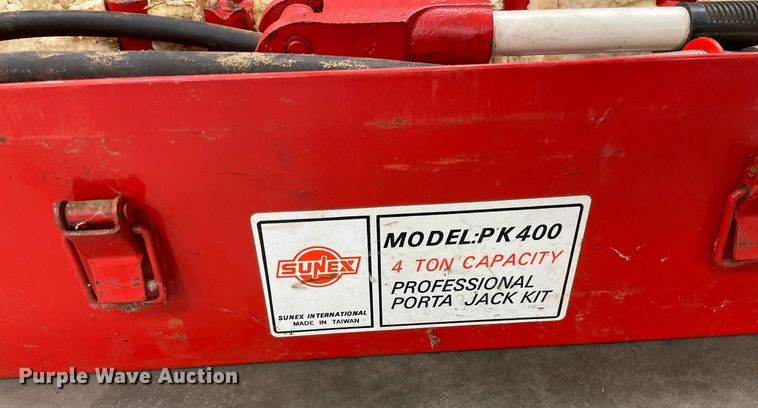 SUNEX
SUNEX INTERNATIONAL
MADE IN TAIWAN
MODEL:PK400
4 TON CAPACITY
PROFESSIONAL
PORTA JACK KIT
Purple Wave Auction